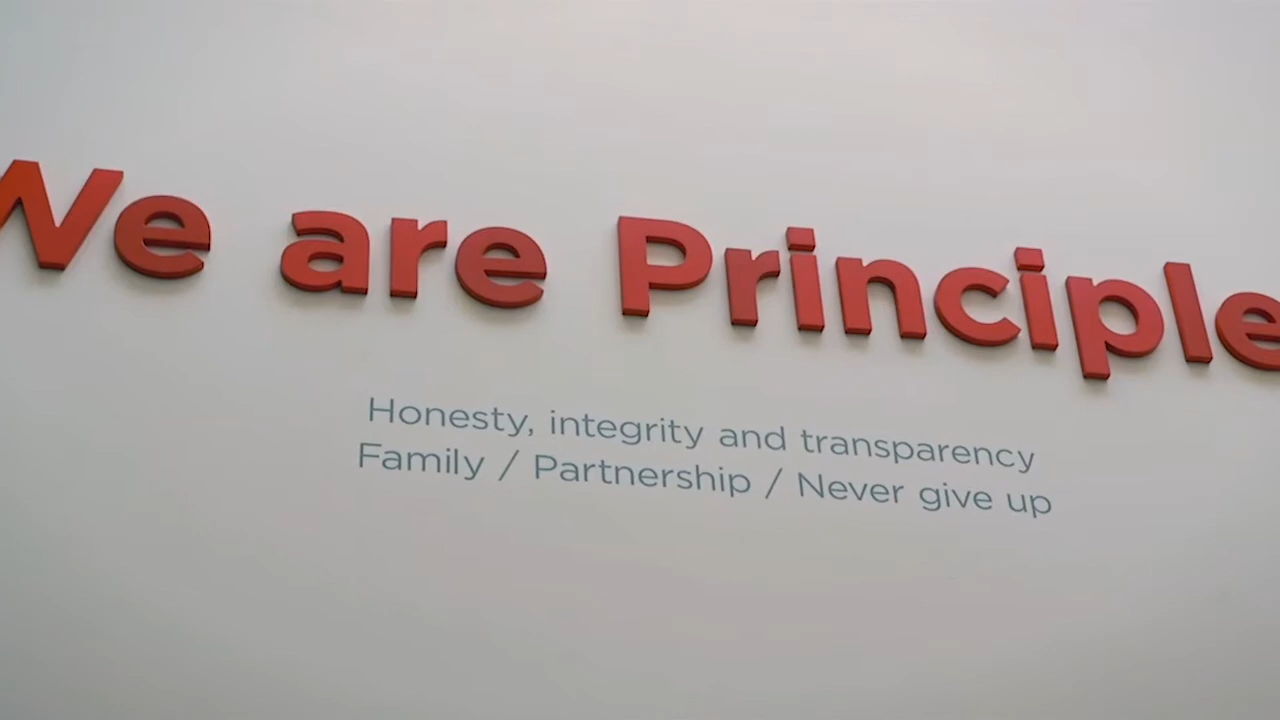 We are Principle
Honesty, integrity and transparency
Family / Partnership / Never give up